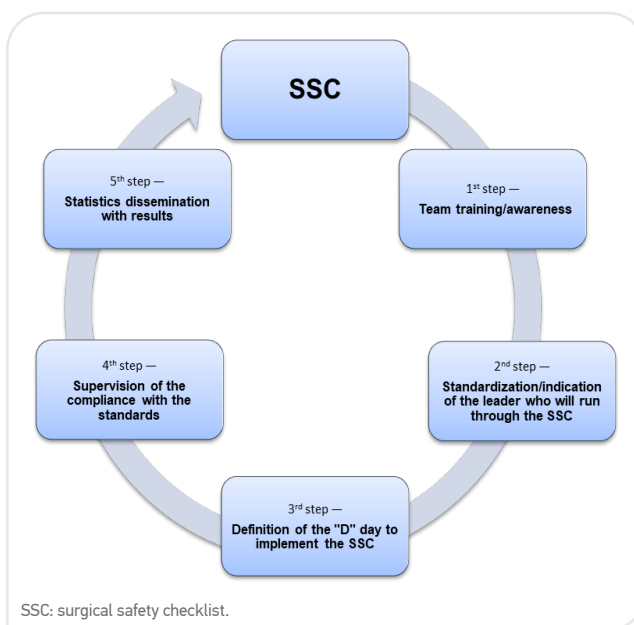 SSC
1st step —
Team training/awareness
2nd step —
Standardization/indication
of the leader who will run
through the SSC
3rd step —
Definition of the "D" day to
implement the SSC
4th step —
Supervision of the
compliance with the
standards
5th step —
Statistics dissemination
with results
SSC: surgical safety checklist.